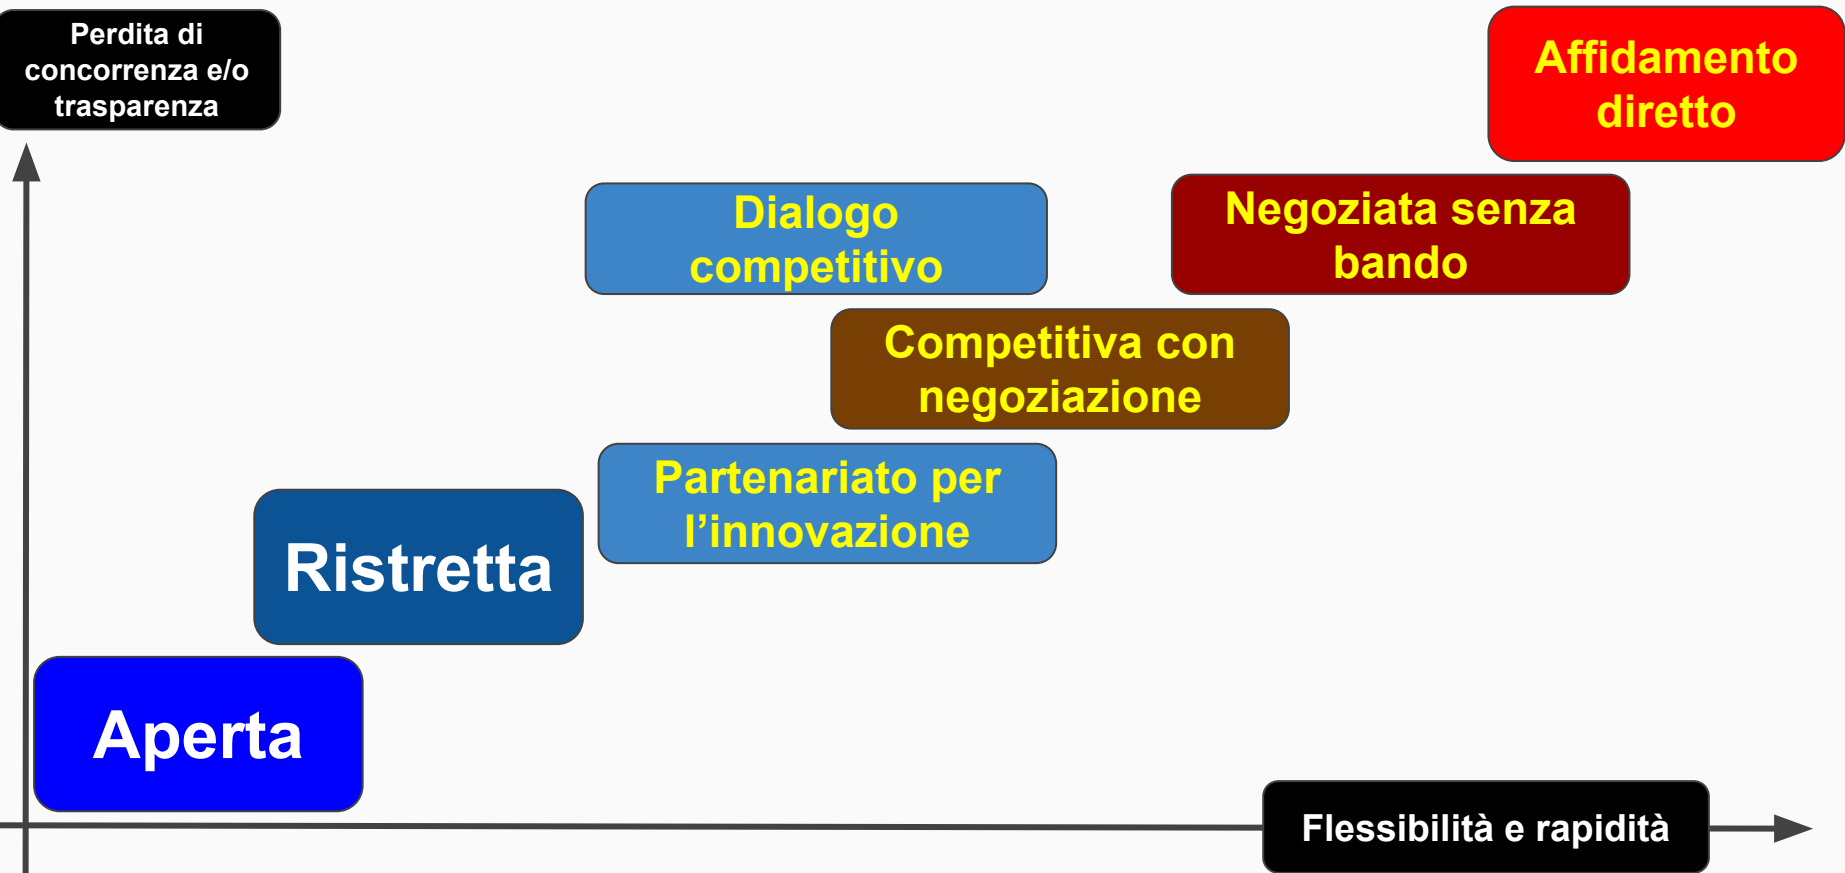 Perdita di
concorrenza e/o
trasparenza
Affidamento
diretto
Dialogo
competitivo
Negoziata senza
bando
Competitiva con
negoziazione
Partenariato per
l’innovazione
Ristretta
Aperta
Flessibilità e rapidità